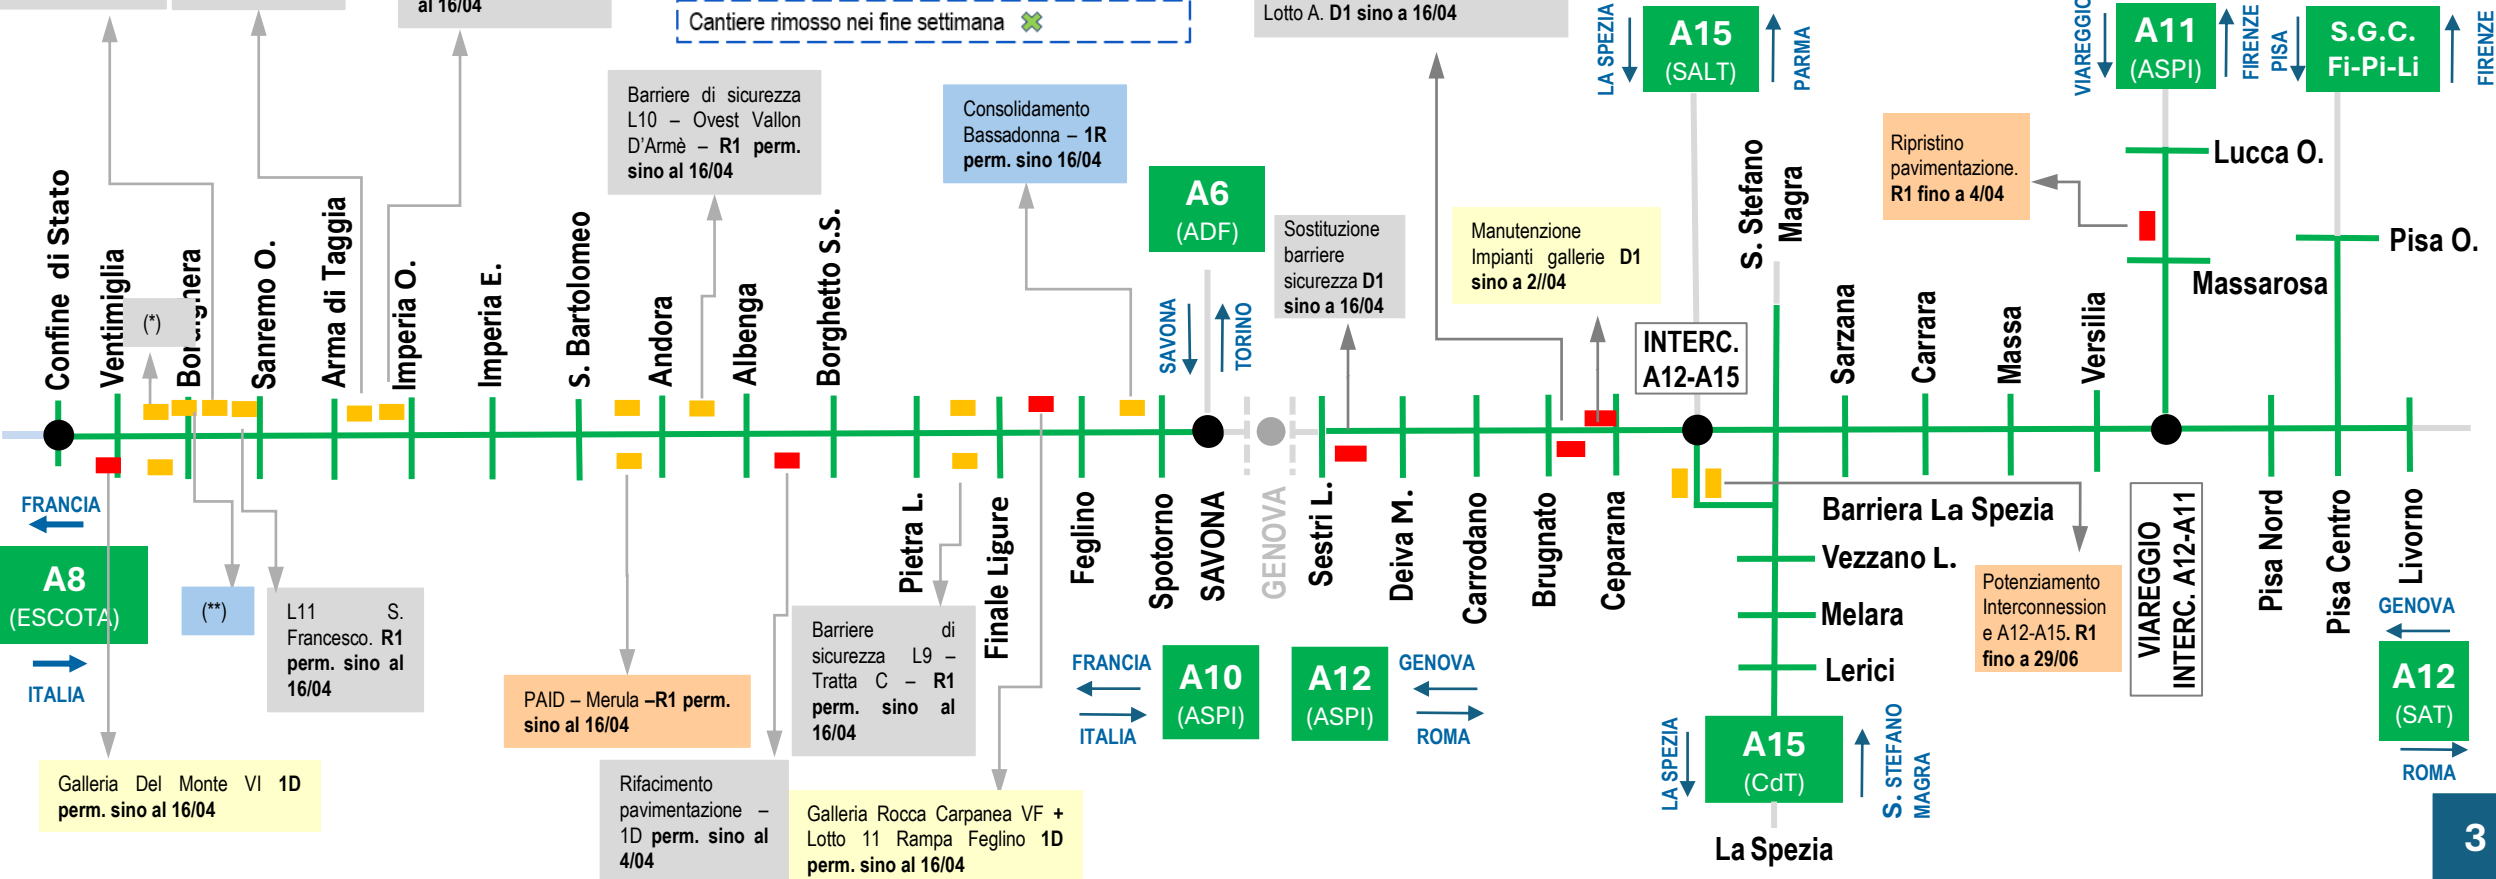 al 16/04
Cantiere rimosso nei fine settimana
Lotto A. D1 sino a 16/04
LA SPEZIA
A15
(SALT)
PARMA
VIAREGGIO
A11
(ASPI)
FIRENZE
PISA
S.G.C.
Fi-Pi-Li
FIRENZE
Barriere di sicurezza
L10 – Ovest Vallon
D'Armè – R1 perm.
sino al 16/04
Consolidamento
Bassadonna – 1R
perm. sino 16/04
A6
(ADF)
SAVONA
TORINO
Sostituzione
barriere
sicurezza D1
sino a 16/04
Manutenzione
Impianti gallerie D1
sino a 2//04
Ripristino
pavimentazione.
R1 fino a 4/04
Lucca O.
Massarosa
Pisa O.
INTERC.
A12-A15
Confine di Stato
Ventimiglia
(*)
Bordighera
Sanremo O.
Arma di Taggia
Imperia O.
Imperia E.
S. Bartolomeo
Andora
Albenga
Borghetto S.S.
S. Stefano
Magra
Sarzana
Carrara
Massa
Versilia
Pietra L.
Finale Ligure
Feglino
Spotorno
SAVONA
GENOVA
Sestri L.
Deiva M.
Carrodano
Brugnato
Ceparana
Barriera La Spezia
Vezzano L.
Melara
Lerici
VIAREGGIO
INTERC. A12-A11
Pisa Nord
Pisa Centro
Livorno
FRANCIA
A8
(ESCOTA)
ITALIA
(**)
L11 S.
Francesco. R1
perm. sino al
16/04
PAID – Merula –R1 perm.
sino al 16/04
Barriere di
sicurezza L9 –
Tratta C – R1
perm. sino al
16/04
FRANCIA
ITALIA
A10
(ASPI)
A12
(ASPI)
GENOVA
ROMA
Potenziamento
Interconnession
e A12-A15. R1
fino a 29/06
GENOVA
A12
(SAT)
ROMA
Galleria Del Monte VI 1D
perm. sino al 16/04
Rifacimento
pavimentazione –
1D perm. sino al
4/04
Galleria Rocca Carpanea VF +
Lotto 11 Rampa Feglino 1D
perm. sino al 16/04
LA SPEZIA
A15
(CdT)
S. STEFANO
MAGRA
La Spezia
3